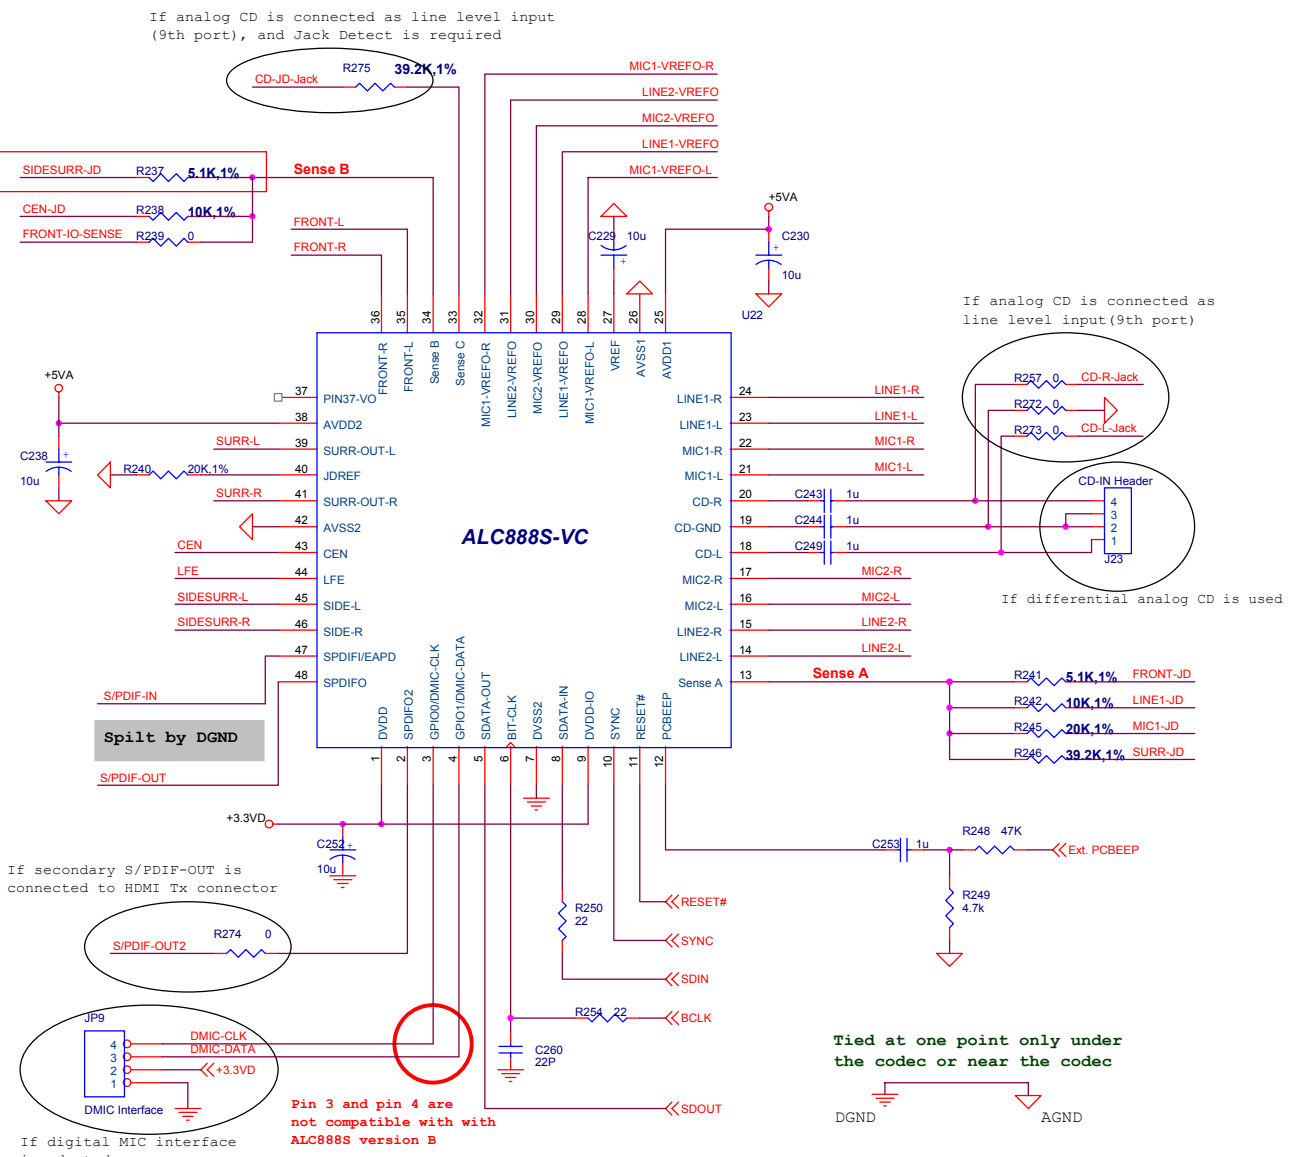 If analog CD is connected as line level input
(9th port), and Jack Detect is required
CD-JD-Jack
R275
39.2K,1%
MIC1-VREFO-R
LINE2-VREFO
MIC2-VREFO
LINE1-VREFO
MIC1-VREFO-L
SIDESURR-JD
R237
5.1K,1%
Sense B
CEN-JD
R238
10K,1%
FRONT-IO-SENSE
R239
0
FRONT-L
FRONT-R
C229
10u
+5VA
C230
10u
U22
36
35
34
33
32
31
30
29
28
27
26
25
FRONT-R
FRONT-L
Sense B
Sense C
MIC1-VREFO-R
LINE2-VREFO
MIC2-VREFO
LINE1-VREFO
MIC1-VREFO-L
VREF
AVSS1
AVDD1
If analog CD is connected as
line level input(9th port)
R257
0
CD-R-Jack
R272
0
R273
0
CD-L-Jack
+5VA
C238
10u
37
PIN37-VO
38
AVDD2
SURR-L
39
SURR-OUT-L
R240
20K,1%
40
JDREF
SURR-R
41
SURR-OUT-R
42
AVSS2
CEN
43
CEN
LFE
44
LFE
SIDESURR-L
45
SIDE-L
SIDESURR-R
46
SIDE-R
47
SPDIFI/EAPD
48
SPDIFO
S/PDIF-IN
Spilt by DGND
S/PDIF-OUT
ALC888S-VC
LINE1-R
24
LINE1-R
LINE1-L
23
LINE1-L
MIC1-R
22
MIC1-R
MIC1-L
21
MIC1-L
CD-R
20
C243
1u
CD-GND
19
C244
1u
CD-L
18
C249
1u
MIC2-R
17
MIC2-R
MIC2-L
16
MIC2-L
LINE2-R
15
LINE2-R
LINE2-L
14
LINE2-L
Sense A
13
Sense A
CD-IN Header
4
3
2
1
J23
If differential analog CD is used
R241
5.1K,1%
FRONT-JD
R242
10K,1%
LINE1-JD
R245
20K,1%
MIC1-JD
R246
39.2K,1%
SURR-JD
DVDD
SPDIFO2
GPIO0/DMIC-CLK
GPIO1/DMIC-DATA
SDATA-OUT
BIT-CLK
DVSS2
SDATA-IN
DVDD-IO
SYNC
RESET#
PCBEEP
1
2
3
4
5
6
7
8
9
10
11
12
+3.3VD
C252
10u
C253
1u
R248
47K
Ext. PCBEEP
R249
4.7k
If secondary S/PDIF-OUT is
connected to HDMI Tx connector
S/PDIF-OUT2
R274
0
R250
22
RESET#
SYNC
SDIN
R254
22
BCLK
C260
22P
SDOUT
JP9
4
3
2
1
DMIC-CLK
DMIC-DATA
+3.3VD
DMIC Interface
Pin 3 and pin 4 are
not compatible with with
ALC888S version B
If digital MIC interface
Tied at one point only under
the codec or near the codec
DGND
AGND